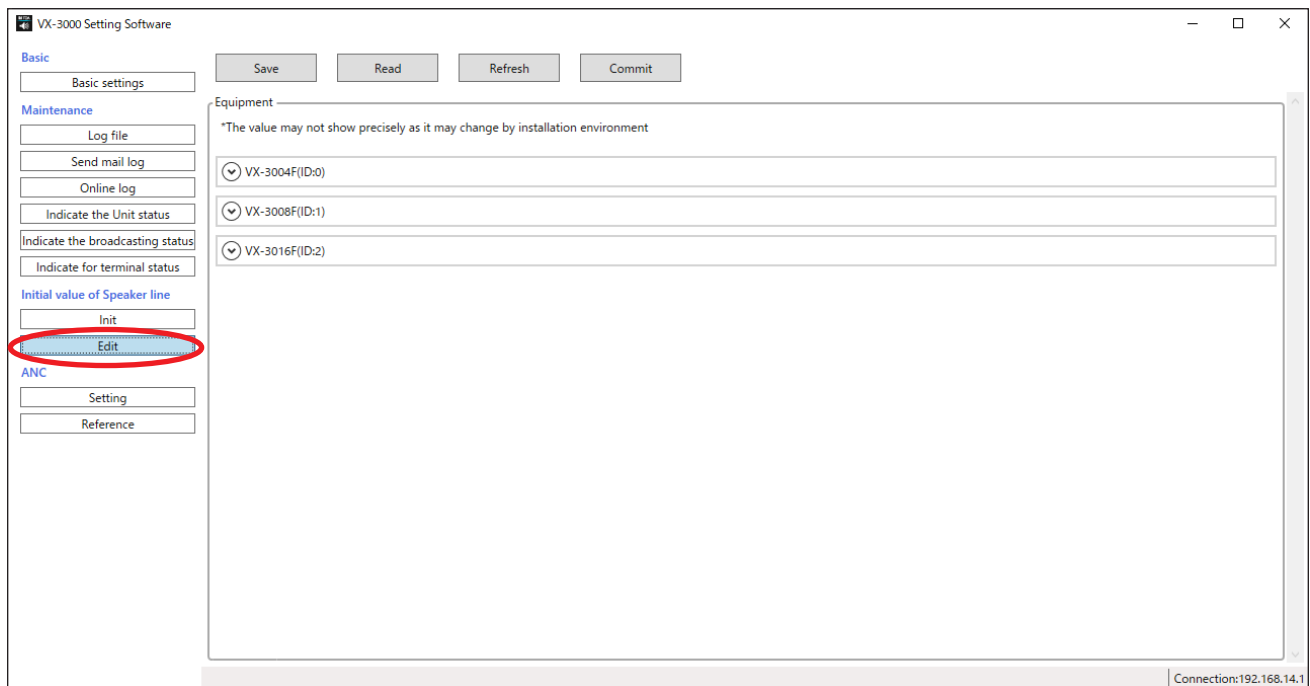 VX-3000 Setting Software
Basic
Basic settings
Maintenance
Log file
Send mail log
Online log
Indicate the Unit status
Indicate the broadcasting status
Indicate for terminal status
Initial value of Speaker line
Init
Edit
ANC
Setting
Reference
Save Read Refresh Commit
Equipment
*The value may not show precisely as it may change by installation environment
VX-3004F(ID:0)
VX-3008F(ID:1)
VX-3016F(ID:2)
Connection:192.168.14.1